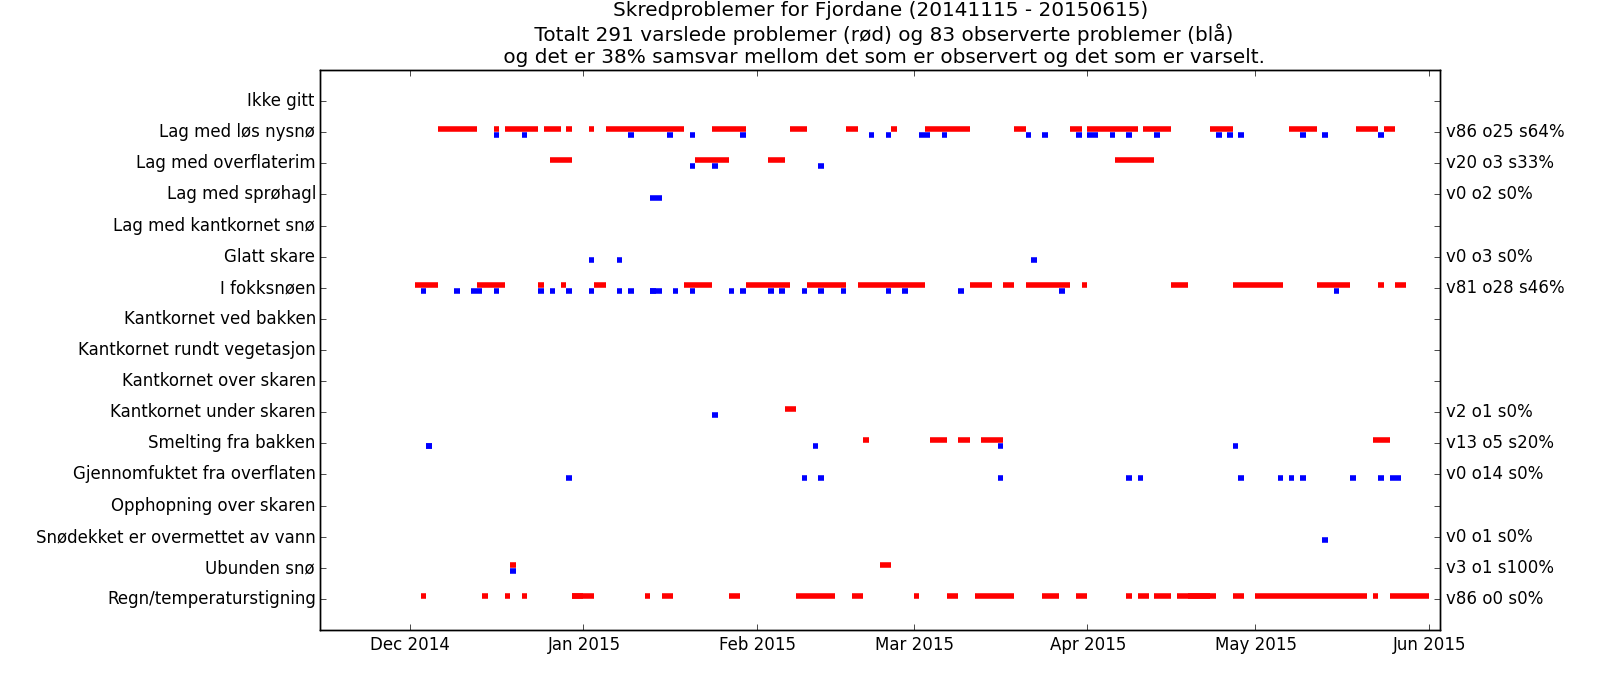 Skredproblemer for Fjordane (20141115 - 20150615)
Totalt 291 varslede problemer (rød) og 83 observerte problemer (blå)
og det er 38% samsvar mellom det som er observert og det som er varselt.
Ikke gitt
Lag med løs nysnø v86 o25 s64%
Lag med overflaterim v20 o3 s33%
Lag med sprøhagl v0 o2 s0%
Lag med kantkornet snø
Glatt skare v0 o3 s0%
I fokksnøen v81 o28 s46%
Kantkornet ved bakken
Kantkornet rundt vegetasjon
Kantkornet over skaren
Kantkornet under skaren v2 o1 s0%
Smelting fra bakken v13 o5 s20%
Gjennomfuktet fra overflaten v0 o14 s0%
Opphopning over skaren
Snødekket er overmettet av vann v0 o1 s0%
Ubunden snø v3 o1 s100%
Regn/temperaturstigning v86 o0 s0%
Dec 2014 Jan 2015 Feb 2015 Mar 2015 Apr 2015 May 2015 Jun 2015